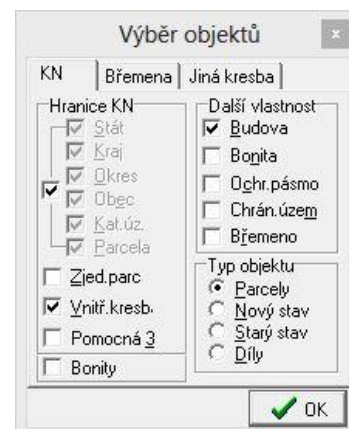 Výběr objektů
x
KN
Břemena
Jiná kresba
Hranice KN
Stát
Kraj
Okres
Obec
Kat.úz.
Parcela
Zjed.parc
Vnitř.kresb.
Pomocná 3
Bonity
Další vlastnost
Budova
Bonita
Ochr.pásmo
Chrán.územ
Břemeno
Typ objektu
Parcely
Nový stav
Starý stav
Díly
OK